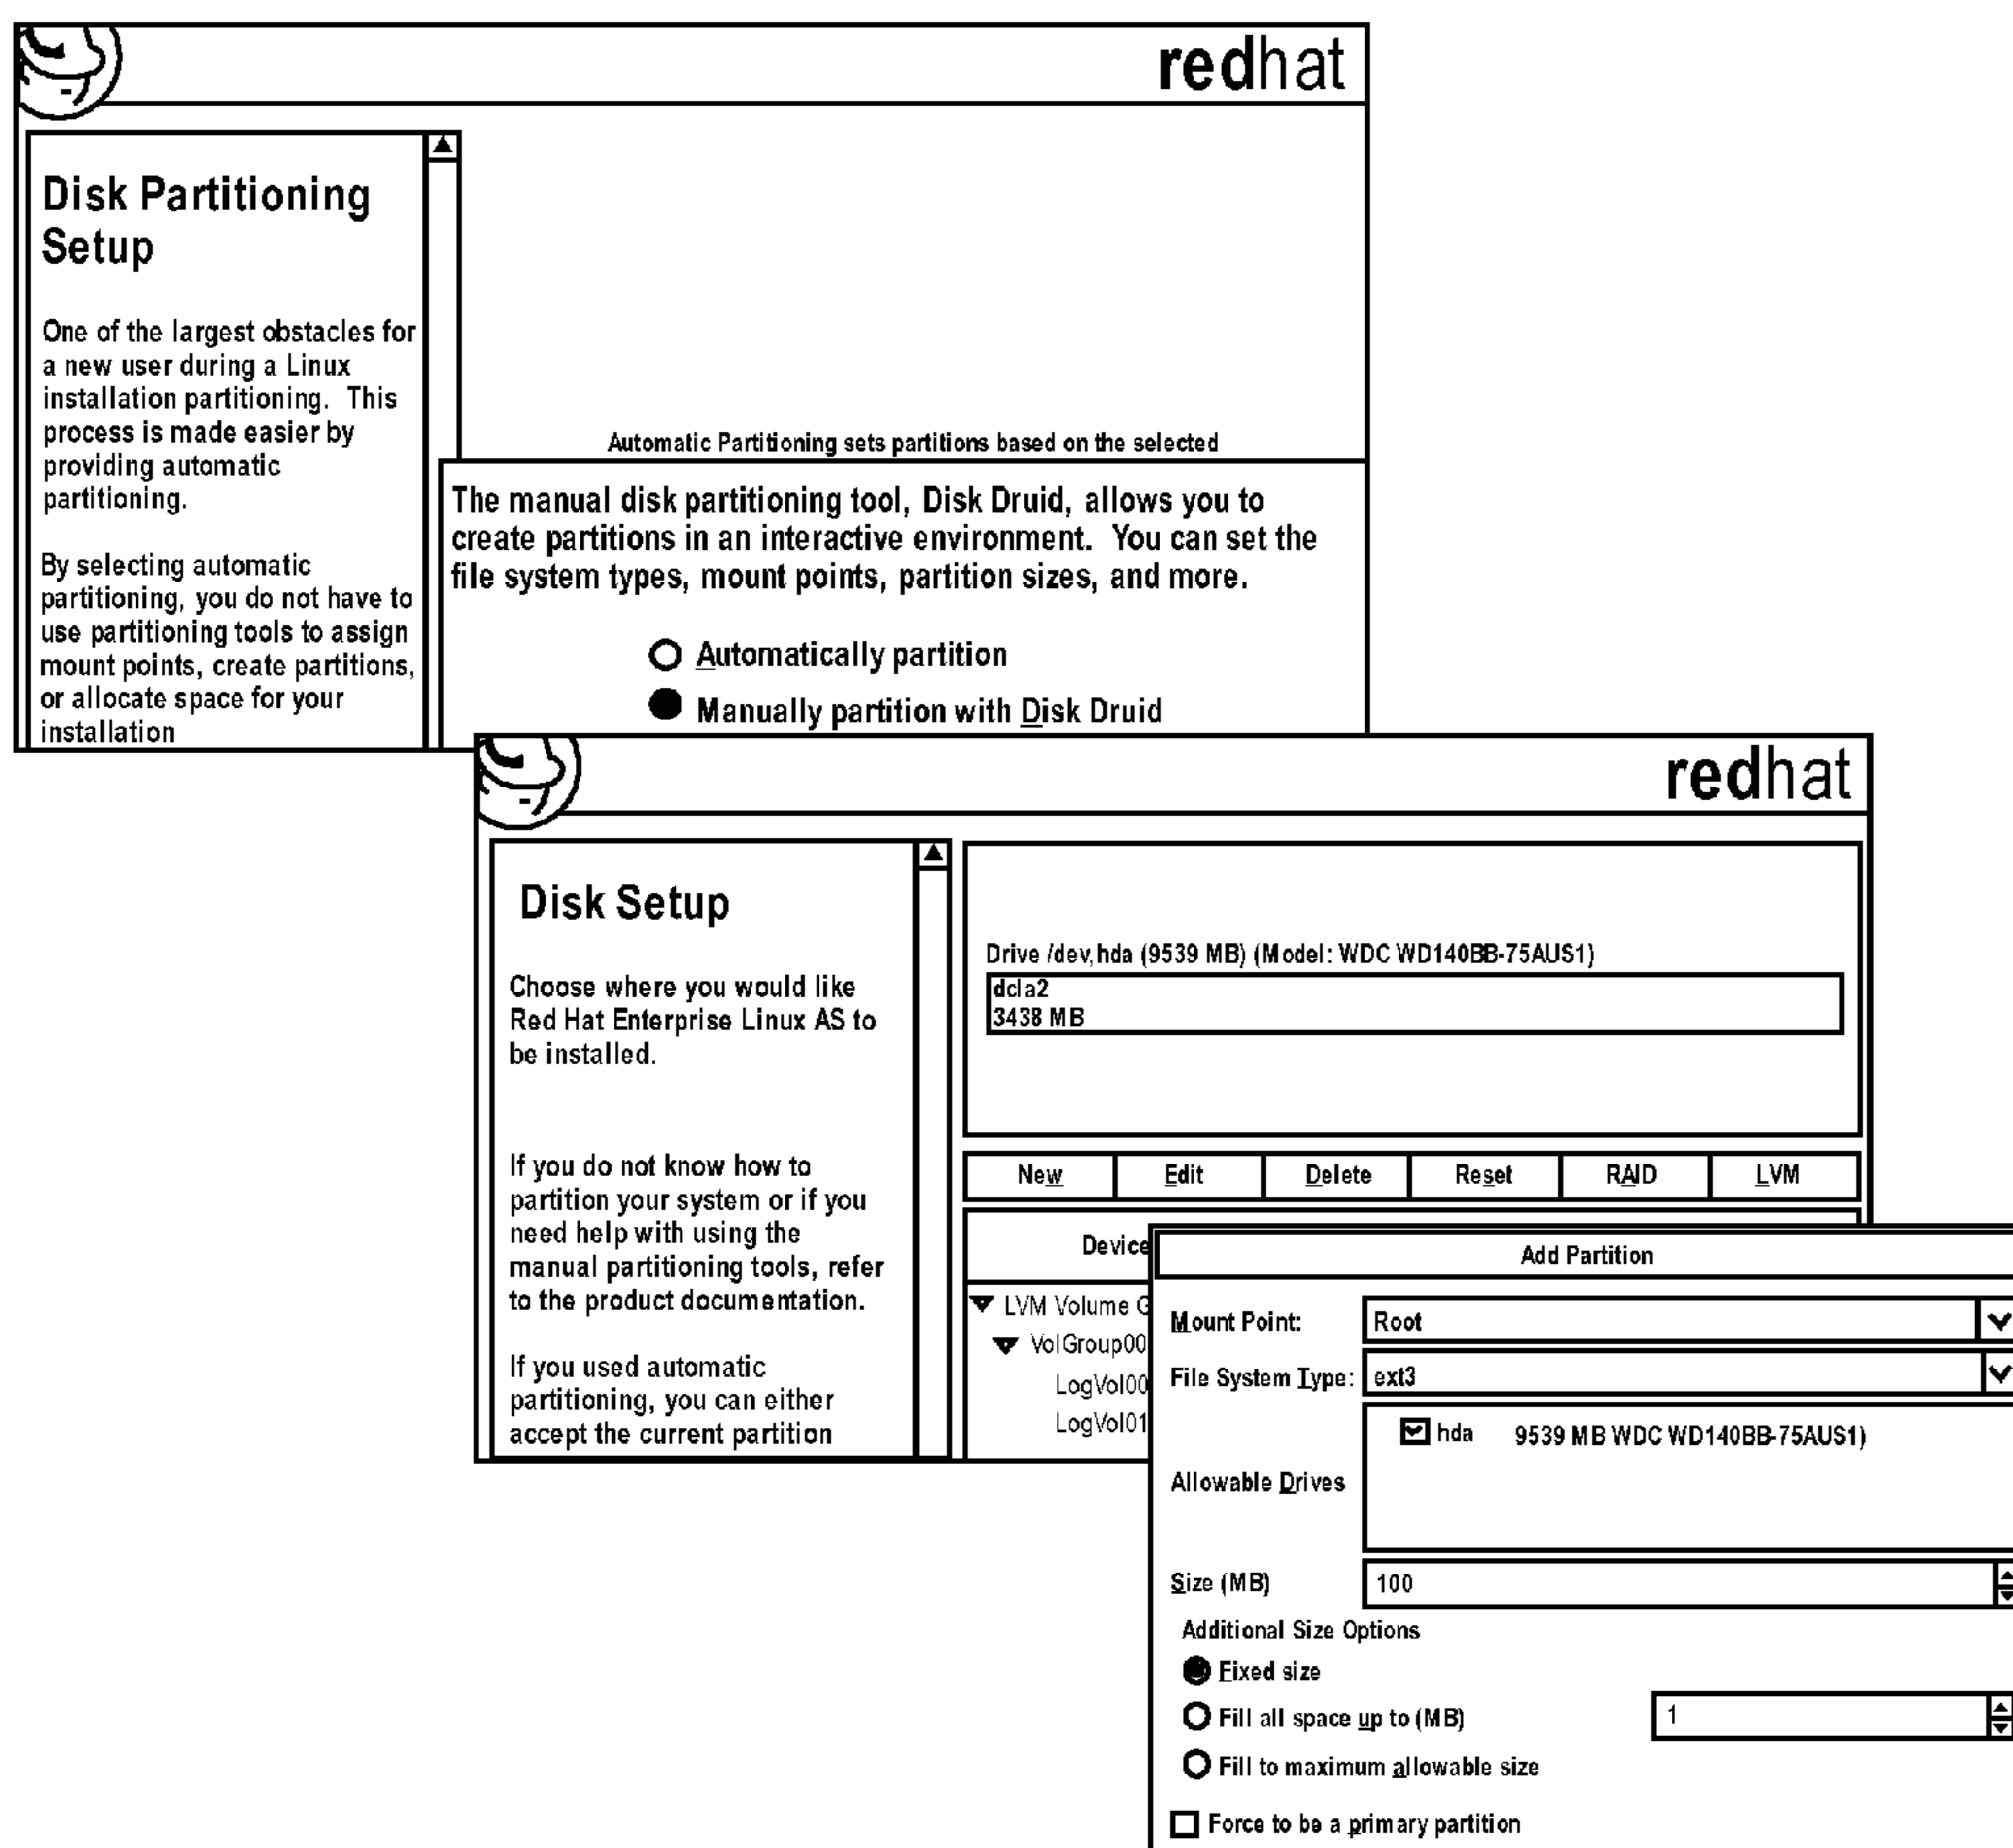 redhat
Disk Partitioning
Setup
One of the largest obstacles for
a new user during a Linux
installation partitioning. This
process is made easier by
providing automatic
partitioning.
By selecting automatic
partitioning, you do not have to
use partitioning tools to assign
mount points, create partitions,
or allocate space for your
installation
Automatic Partitioning sets partitions based on the selected
The manual disk partitioning tool, Disk Druid, allows you to
create partitions in an interactive environment. You can set the
file system types, mount points, partition sizes, and more.
Automatically partition
Manually partition with Disk Druid
redhat
Disk Setup
Choose where you would like
Red Hat Enterprise Linux AS to
be installed.
If you do not know how to
partition your system or if you
need help with using the
manual partitioning tools, refer
to the product documentation.
If you used automatic
partitioning, you can either
accept the current partition
Drive /dev,hda (9539 MB) (Model: WDC WD140BB-75AUS1)
dcla2
3438 MB
New Edit Delete Reset RAID LVM
Device
LVM Volume G
VolGroup00
LogVol00
LogVol01
Add Partition
Mount Point: Root
File System Type: ext3
Allowable Drives
hda 9539 MB WDC WD140BB-75AUS1)
Size (MB) 100
Additional Size Options
Fixed size
Fill all space up to (MB) 1
Fill to maximum allowable size
Force to be a primary partition